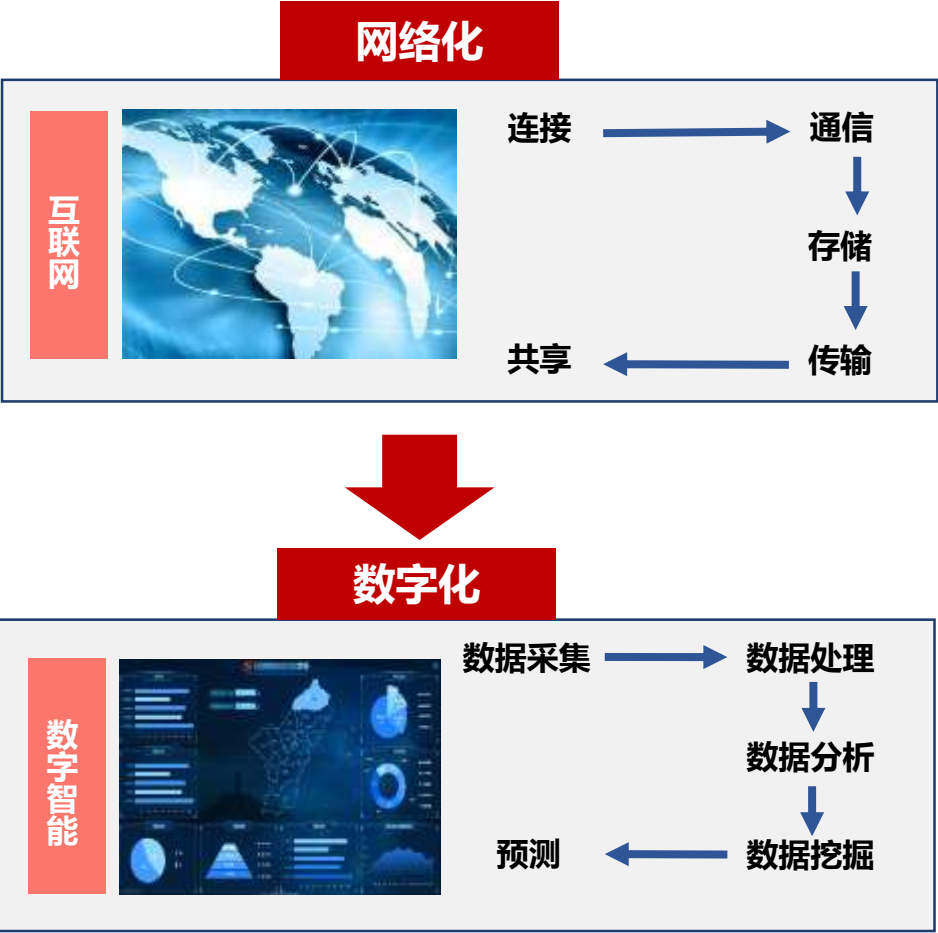 网络化
互联网
连接
通信
存储
共享
传输
数字化
数字智能
数据采集
数据处理
数据分析
预测
数据挖掘